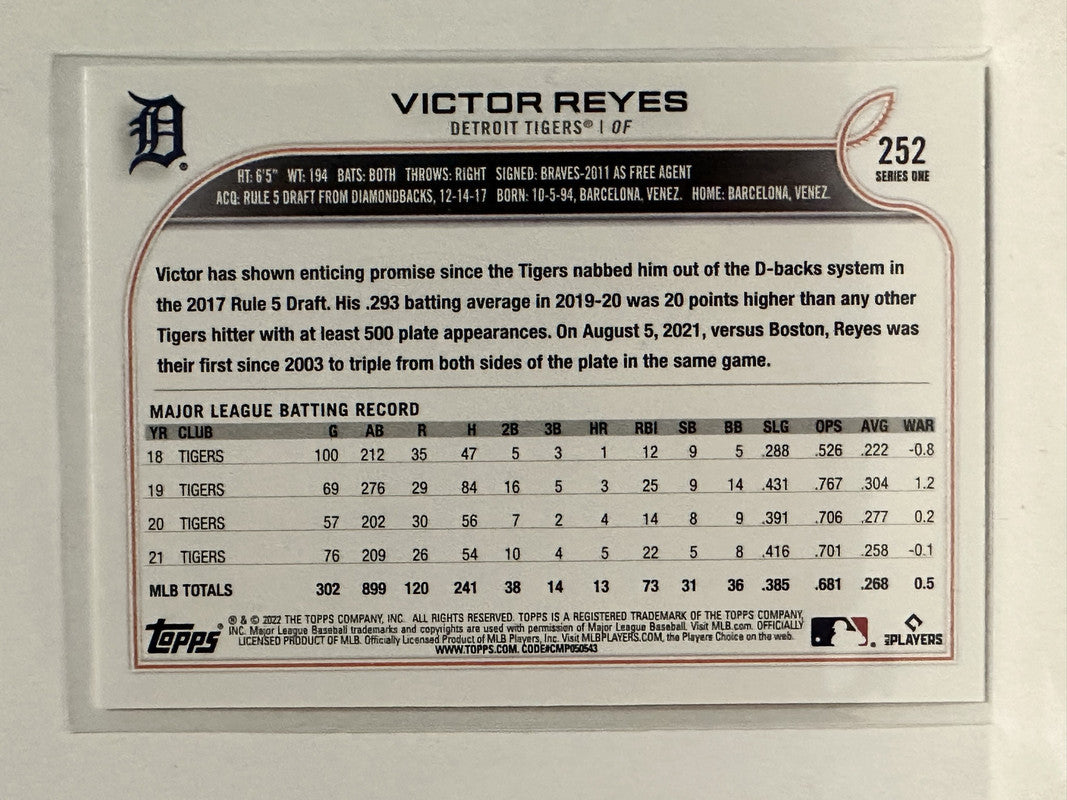 D
VICTOR REYES
DETROIT TIGERS® | OF
252
SERIES ONE
HT: 6'5" WT: 194 BATS: BOTH THROWS: RIGHT SIGNED: BRAVES-2011 AS FREE AGENT
ACQ: RULE 5 DRAFT FROM DIAMONDBACKS, 12-14-17 BORN: 10-5-94, BARCELONA, VENEZ. HOME: BARCELONA, VENEZ.
Victor has shown enticing promise since the Tigers nabbed him out of the D-backs system in
the 2017 Rule 5 Draft. His .293 batting average in 2019-20 was 20 points higher than any other
Tigers hitter with at least 500 plate appearances. On August 5, 2021, versus Boston, Reyes was
their first since 2003 to triple from both sides of the plate in the same game.
MAJOR LEAGUE BATTING RECORD
YR CLUB G AB R H 2B 3B HR RBI SB BB SLG OPS AVG WAR
18 TIGERS 100 212 35 47 5 3 1 12 9 5 .288 .526 .222 -0.8
19 TIGERS 69 276 29 84 16 5 3 25 9 14 .431 .767 .304 1.2
20 TIGERS 57 202 30 56 7 2 4 14 8 9 .391 .706 .277 0.2
21 TIGERS 76 209 26 54 10 4 5 22 5 8 .416 .701 .258 -0.1
MLB TOTALS 302 899 120 241 38 14 13 73 31 36 .385 .681 .268 0.5
TOPPS®
® & © 2022 THE TOPPS COMPANY, INC. ALL RIGHTS RESERVED. TOPPS IS A REGISTERED TRADEMARK OF THE TOPPS COMPANY,
INC. Major League Baseball trademarks and copyrights are used with permission of Major League Baseball. Visit MLB.com. OFFICIALLY
LICENSED PRODUCT OF MLB. Officially Licensed Product of MLB Players, Inc. Visit MLBPLAYERS.COM, the Players Choice on the web.
WWW.TOPPS.COM. CODE#CMP050543
MLB PLAYERS